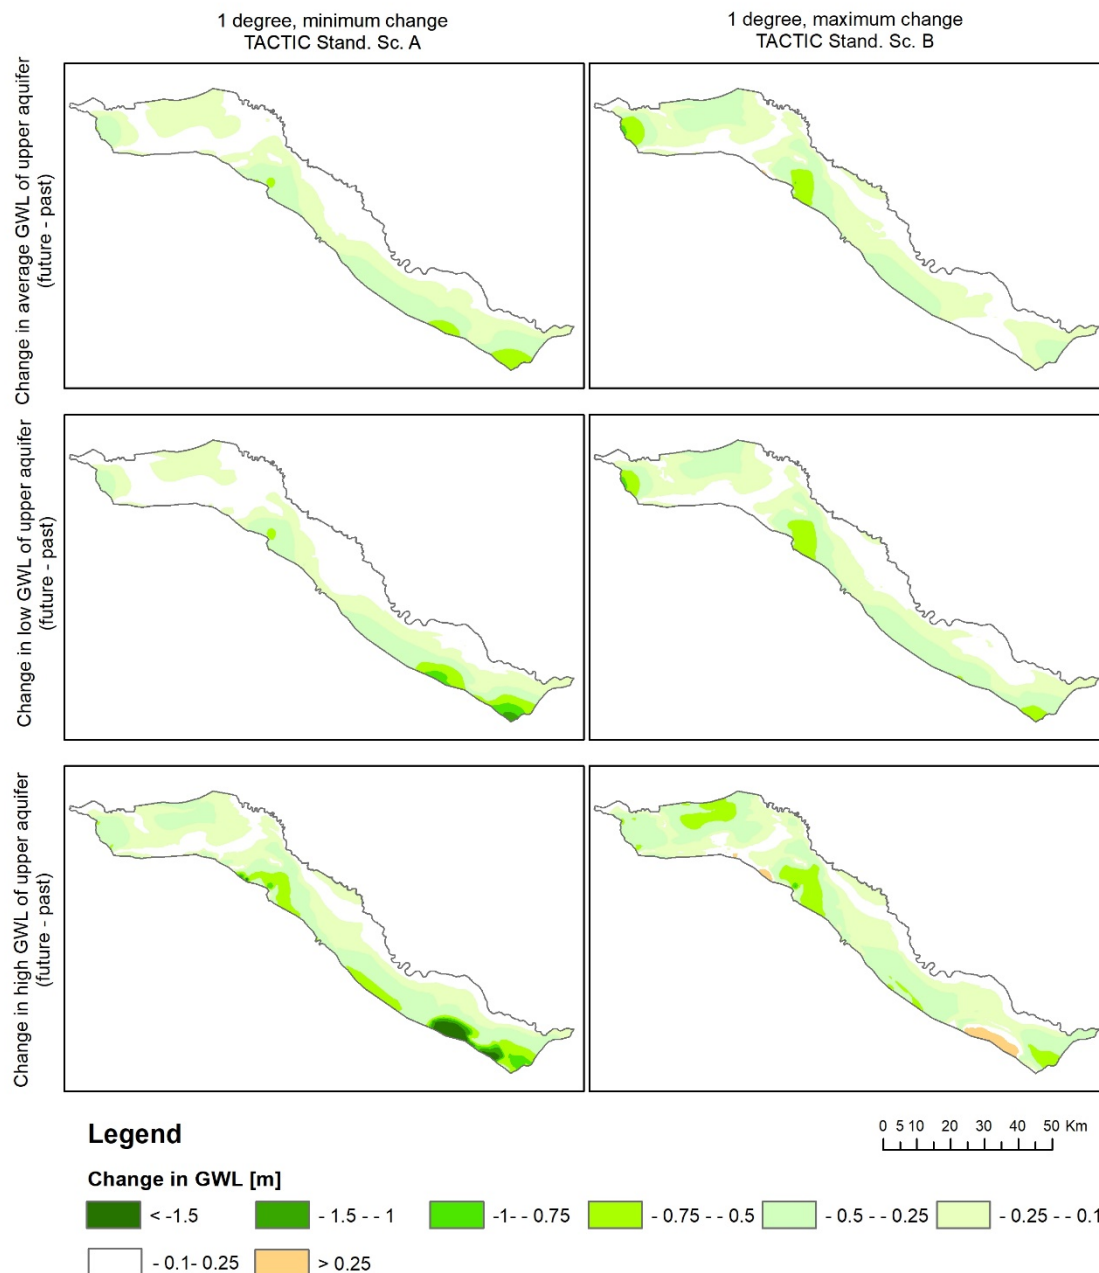 1 degree, minimum change
TACTIC Stand. Sc. A
1 degree, maximum change
TACTIC Stand. Sc. B
Change in average GWL of upper aquifer
(future - past)
Change in low GWL of upper aquifer
(future - past)
Change in high GWL of upper aquifer
(future - past)
Legend
0 5 10 20 30 40 50 Km
Change in GWL [m]
< -1.5
- 1.5 - - 1
-1- - 0.75
- 0.75 - - 0.5
- 0.5 - - 0.25
- 0.25 - - 0.1
- 0.1- 0.25
> 0.25